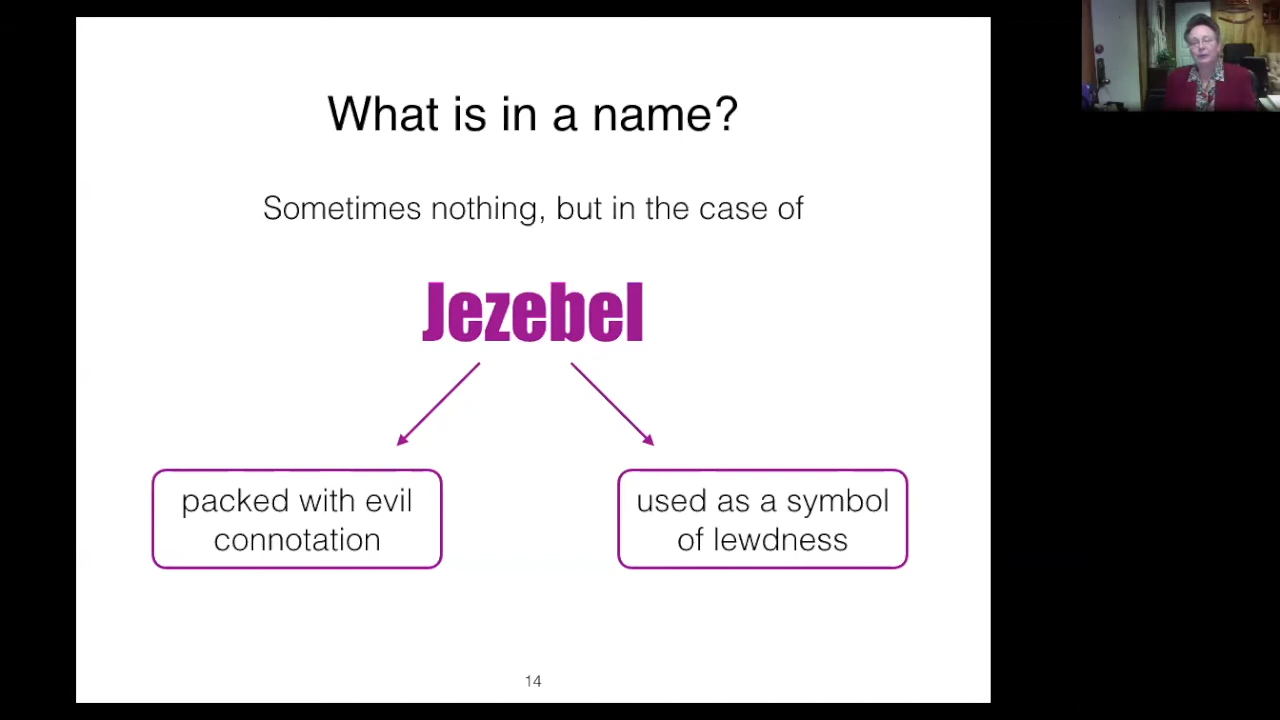 What is in a name?
Sometimes nothing, but in the case of
Jezebel
packed with evil
connotation
used as a symbol
of lewdness
14